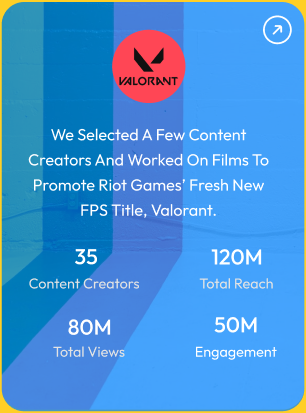 VALORANT
We Selected A Few Content
Creators And Worked On Films To
Promote Riot Games’ Fresh New
FPS Title, Valorant.
35
120M
Content Creators
Total Reach
80M
50M
Total Views
Engagement